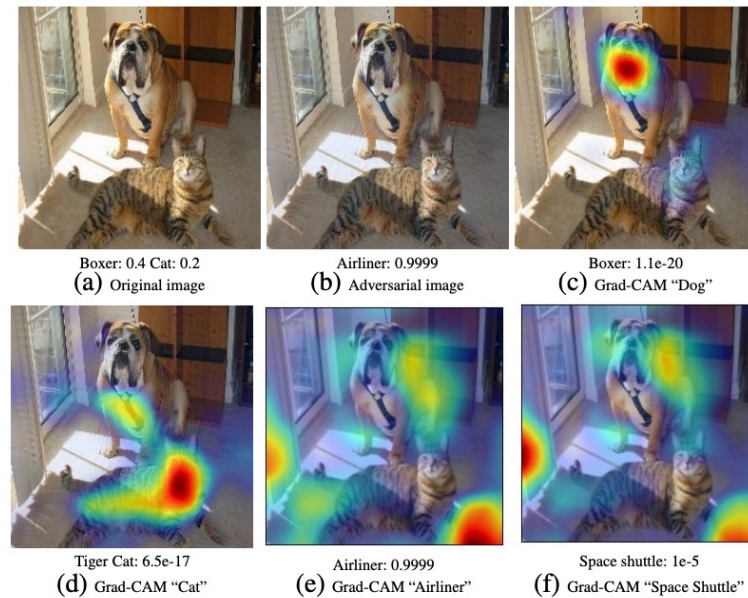 Boxer: 0.4 Cat: 0.2
(a) Original image
Airliner: 0.9999
(b) Adversarial image
Boxer: 1.1e-20
(c) Grad-CAM “Dog”
Tiger Cat: 6.5e-17
(d) Grad-CAM “Cat”
Airliner: 0.9999
(e) Grad-CAM “Airliner”
Space shuttle: 1e-5
(f) Grad-CAM “Space Shuttle”